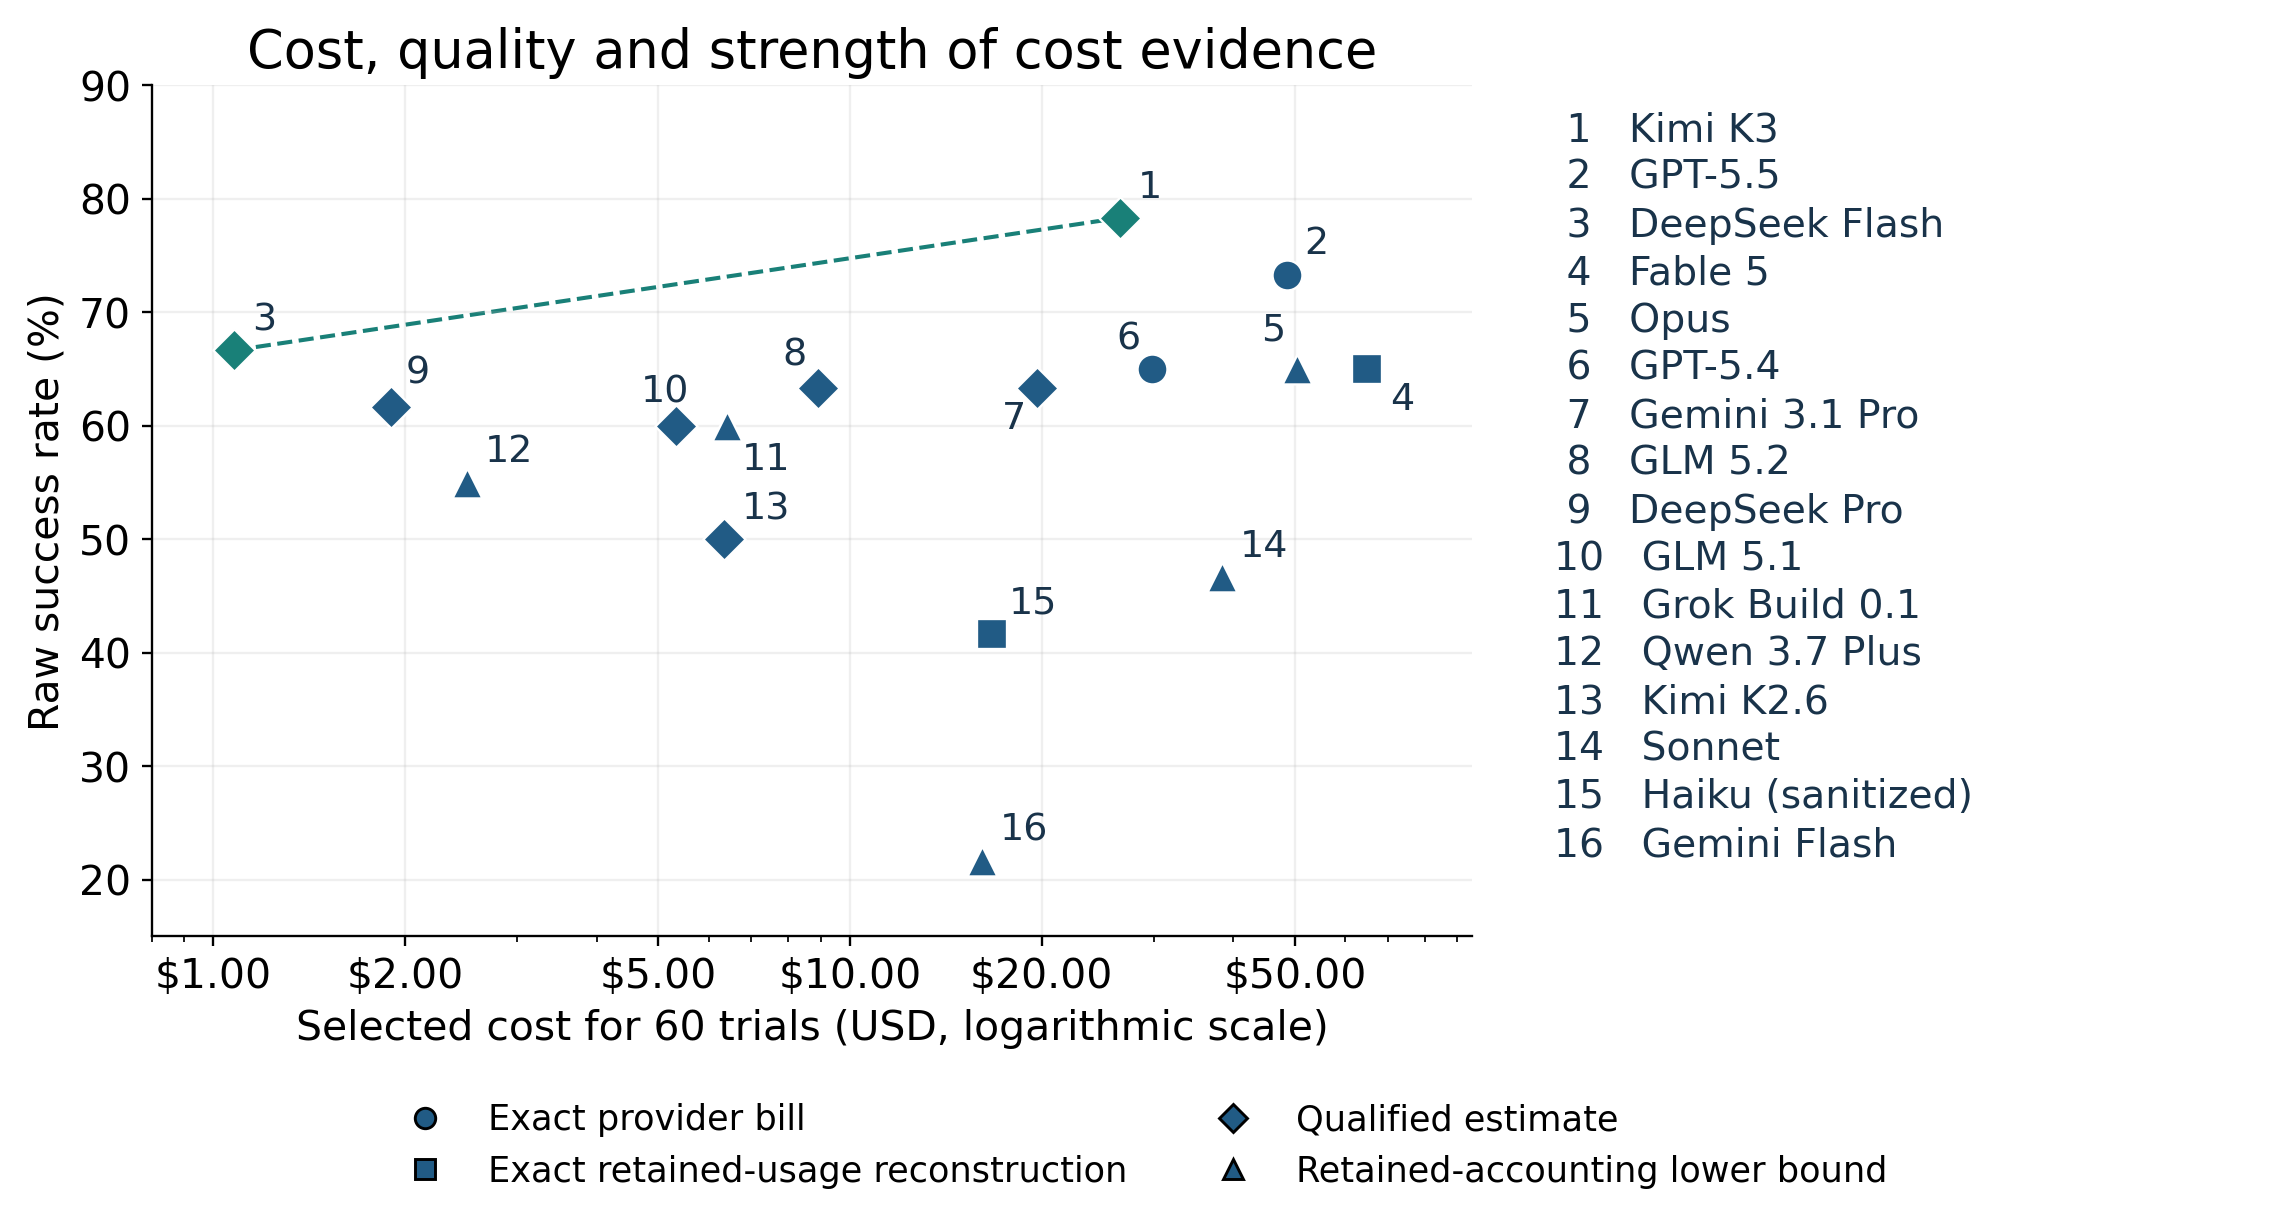 Cost, quality and strength of cost evidence
90
80
70
60
50
40
30
20
Raw success rate (%)
1
2
3
4
5
6
7
8
9
10
11
12
13
14
15
16
$1.00 $2.00 $5.00 $10.00 $20.00 $50.00
Selected cost for 60 trials (USD, logarithmic scale)
1 Kimi K3
2 GPT-5.5
3 DeepSeek Flash
4 Fable 5
5 Opus
6 GPT-5.4
7 Gemini 3.1 Pro
8 GLM 5.2
9 DeepSeek Pro
10 GLM 5.1
11 Grok Build 0.1
12 Qwen 3.7 Plus
13 Kimi K2.6
14 Sonnet
15 Haiku (sanitized)
16 Gemini Flash
Exact provider bill
Exact retained-usage reconstruction
Qualified estimate
Retained-accounting lower bound